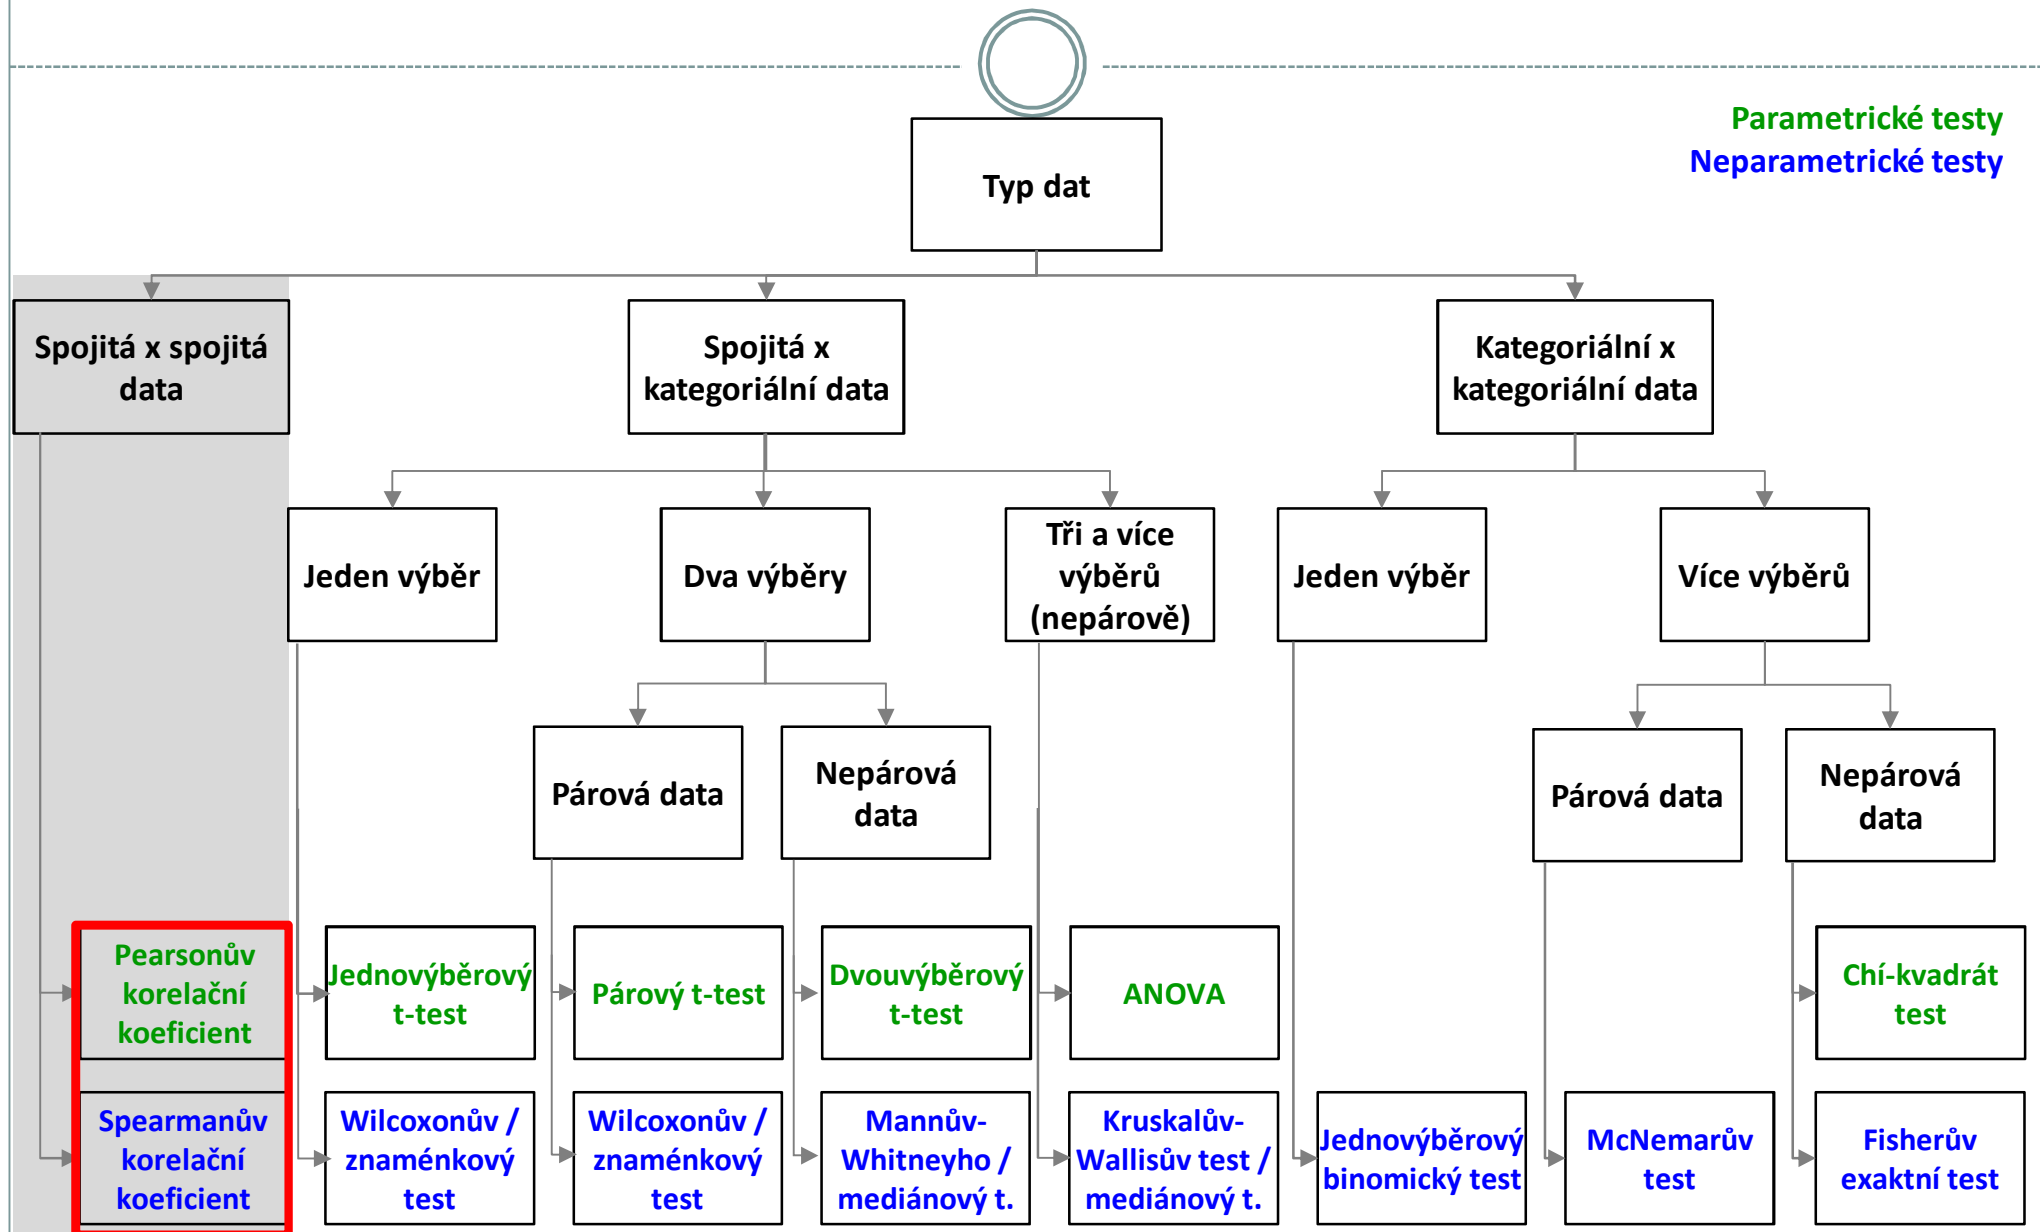 Parametrické testy
Neparametrické testy
Typ dat
Spojitá x spojitá
data
Spojitá x
kategoriální data
Kategoriální x
kategoriální data
Jeden výběr
Dva výběry
Tři a více
výběrů
(nepárově)
Jeden výběr
Více výběrů
Párová data
Nepárová
data
Párová data
Nepárová
data
Pearsonův
korelační
koeficient
Jednovýběrový
t-test
Párový t-test
Dvouvýběrový
t-test
ANOVA
Chí-kvadrát
test
Spearmanův
korelační
koeficient
Wilcoxonův /
znaménkový
test
Wilcoxonův /
znaménkový
test
Mannův-
Whitneyho /
mediánový t.
Kruskalův-
Wallisův test /
mediánový t.
Jednovýběrový
binomický test
McNemarův
test
Fisherův
exaktní test